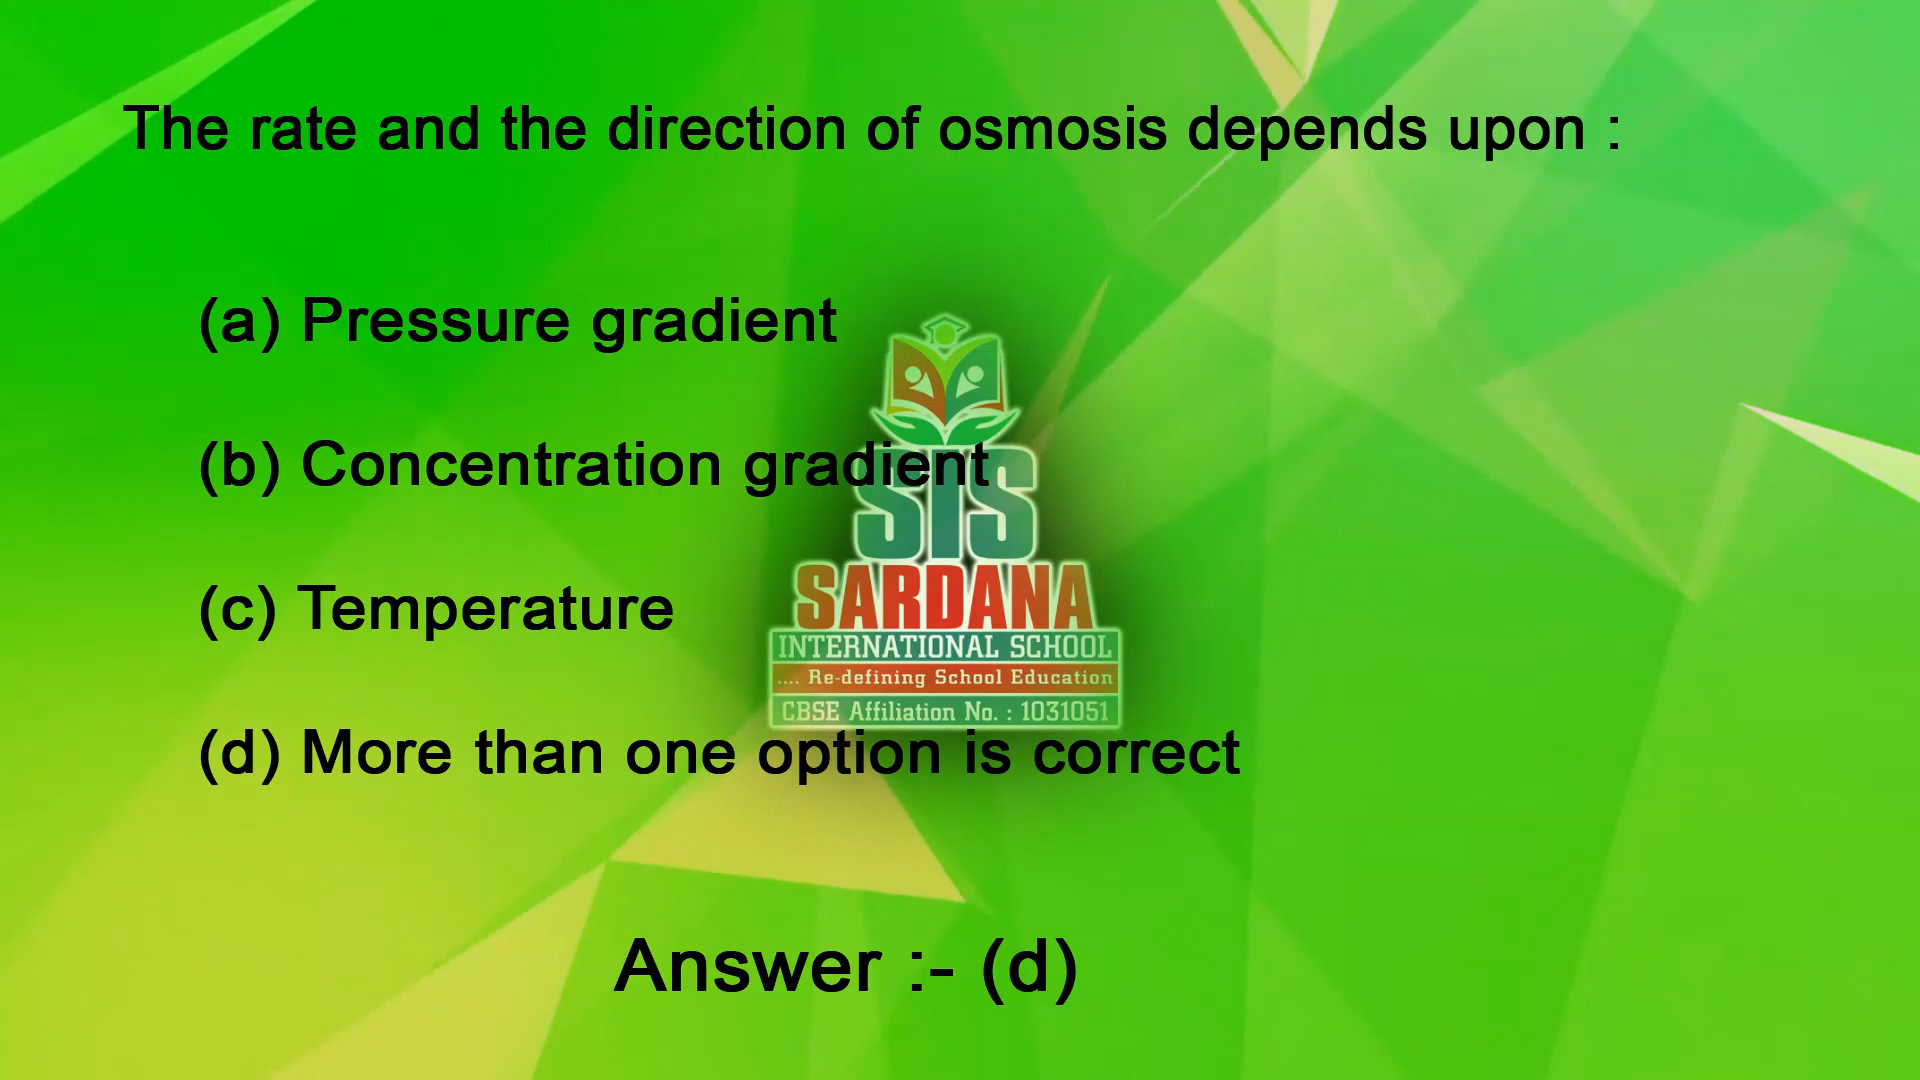 The rate and the direction of osmosis depends upon :
(a) Pressure gradient
(b) Concentration gradient
(c) Temperature
(d) More than one option is correct
SIS
SARDANA
INTERNATIONAL SCHOOL
.... Re-defining School Education
CBSE Affiliation No. : 1031051
Answer :- (d)